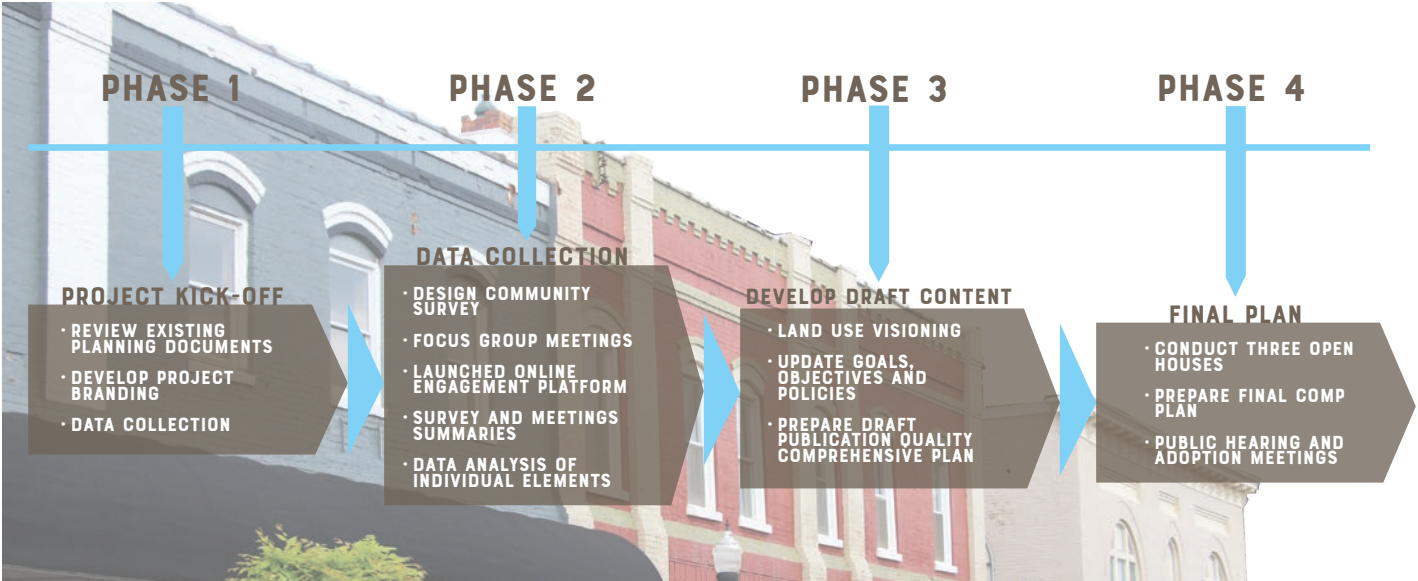 PHASE 1
PHASE 2
PHASE 3
PHASE 4
PROJECT KICK-OFF
· REVIEW EXISTING
PLANNING DOCUMENTS
· DEVELOP PROJECT
BRANDING
· DATA COLLECTION
DATA COLLECTION
· DESIGN COMMUNITY
SURVEY
· FOCUS GROUP MEETINGS
· LAUNCHED ONLINE
ENGAGEMENT PLATFORM
· SURVEY AND MEETINGS
SUMMARIES
· DATA ANALYSIS OF
INDIVIDUAL ELEMENTS
DEVELOP DRAFT CONTENT
· LAND USE VISIONING
· UPDATE GOALS,
OBJECTIVES AND
POLICIES
· PREPARE DRAFT
PUBLICATION QUALITY
COMPREHENSIVE PLAN
FINAL PLAN
· CONDUCT THREE OPEN
HOUSES
· PREPARE FINAL COMP
PLAN
· PUBLIC HEARING AND
ADOPTION MEETINGS